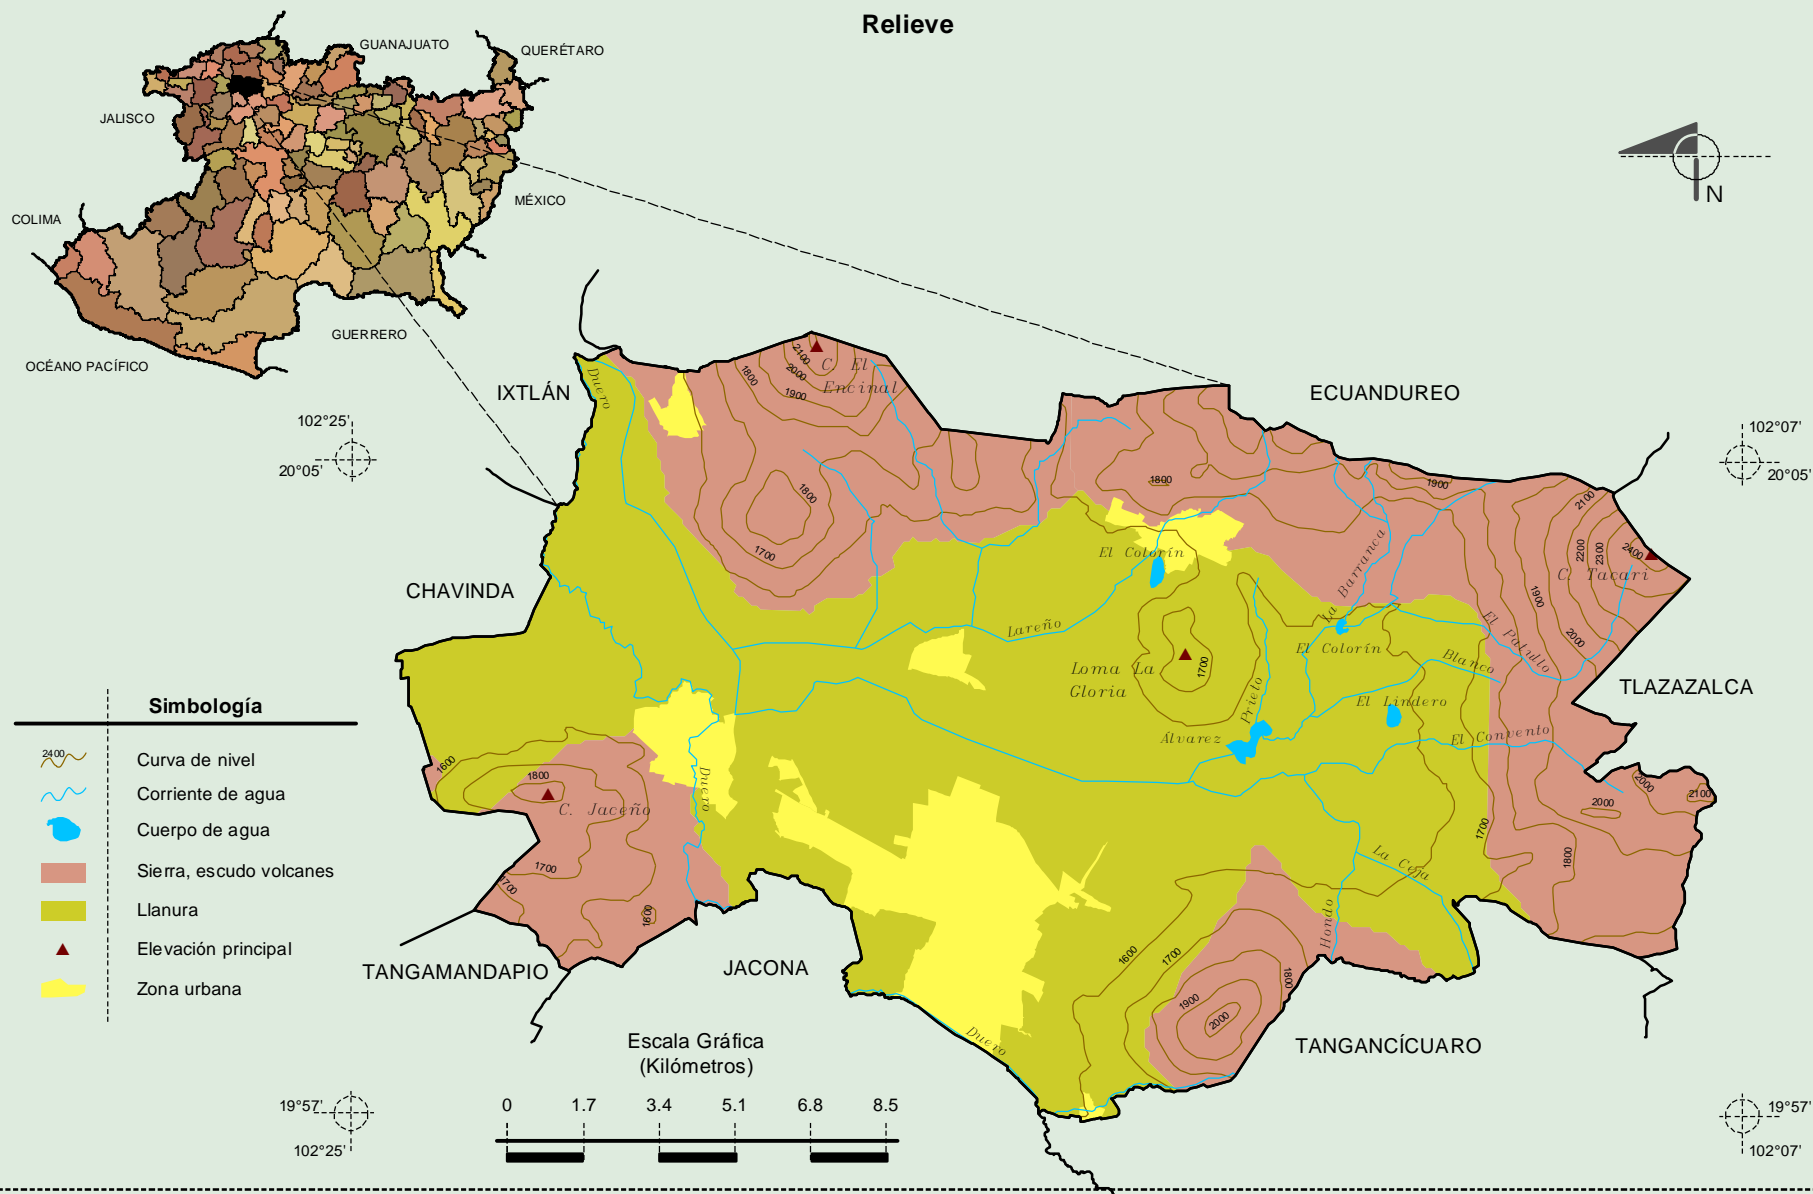 Relieve
GUANAJUATO
QUERÉTARO
JALISCO
MÉXICO
COLIMA
GUERRERO
OCÉANO PACÍFICO
N
IXTLÁN
ECUANDUREO
102°25'
20°05'
102°07'
20°05'
CHAVINDA
TLAZAZALCA
TANGAMANDAPIO
JACONA
TANGANCÍCUARO
Duero
2100
2000
1900
1800
C. El
Encinal
1800
1700
1800
1900
2100
2200
2300
2400
C. Tacari
1900
2000
El Colorín
La Barranca
El Patullo
Lareño
El Colorín
Blanco
Loma La
Gloria
1700
Prieto
El Lindero
Álvarez
El Convento
1600
1800
C. Jaceño
Duero
1700
1700
1600
2000
2000
2100
1700
1800
La Ceja
Hondo
1600
1700
1800
1900
2000
Duero
Simbología
2400
Curva de nivel
Corriente de agua
Cuerpo de agua
Sierra, escudo volcanes
Llanura
Elevación principal
Zona urbana
Escala Gráfica
(Kilómetros)
0 1.7 3.4 5.1 6.8 8.5
19°57'
102°25'
19°57'
102°07'